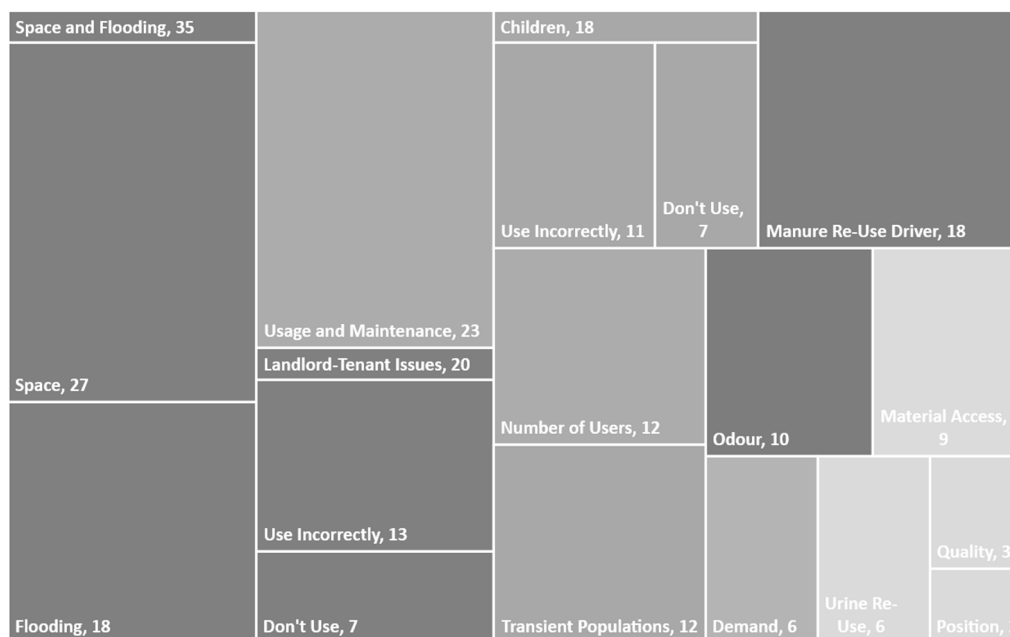 Space and Flooding, 35
Space, 27
Flooding, 18
Usage and Maintenance, 23
Landlord-Tenant Issues, 20
Use Incorrectly, 13
Don't Use, 7
Children, 18
Use Incorrectly, 11
Don't Use,
7
Manure Re-Use Driver, 18
Number of Users, 12
Transient Populations, 12
Odour, 10
Material Access,
9
Demand, 6
Urine Re-
Use, 6
Quality, 3
Position,